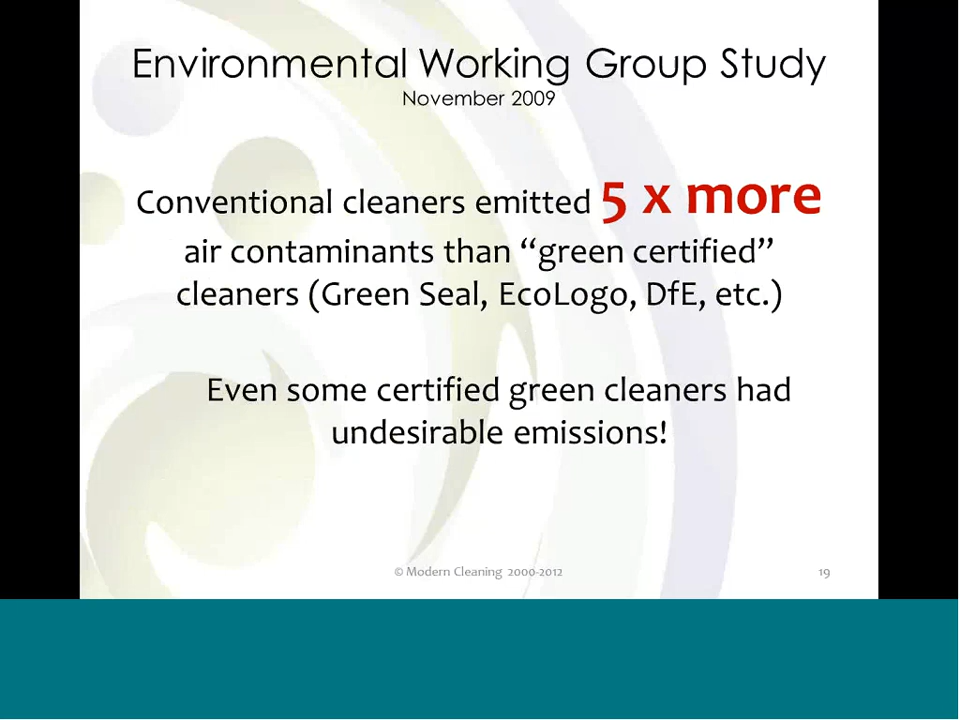 Environmental Working Group Study
November 2009
Conventional cleaners emitted 5 x more
air contaminants than “green certified”
cleaners (Green Seal, EcoLogo, DfE, etc.)
Even some certified green cleaners had
undesirable emissions!
© Modern Cleaning 2000-2012
19